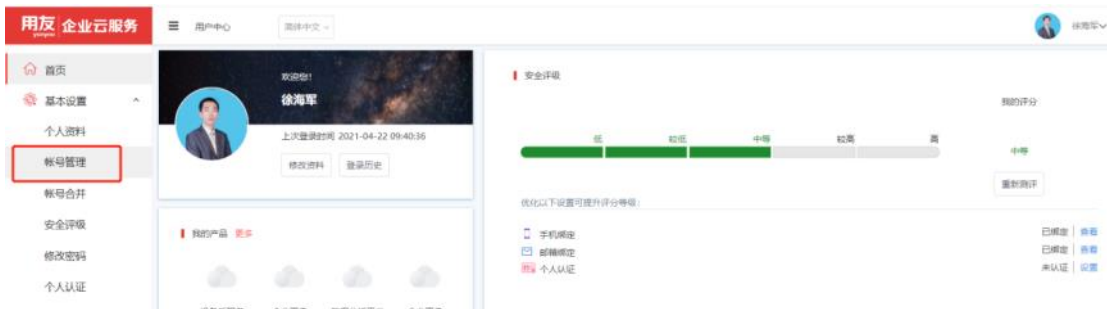 用友 企业云服务
yonyou
用户中心
简体中文
徐海军
首页
基本设置
个人资料
帐号管理
帐号合并
安全评级
修改密码
个人认证
欢迎您！
徐海军
上次登录时间 2021-04-22 09:40:36
修改资料
登录历史
我的产品 更多
安全评级
我的评分
低 较低 中等 较高 高
中等
重新测评
优化以下设置可提升评分等级：
手机绑定 已绑定 查看
邮箱绑定 已绑定 查看
个人认证 未认证 设置